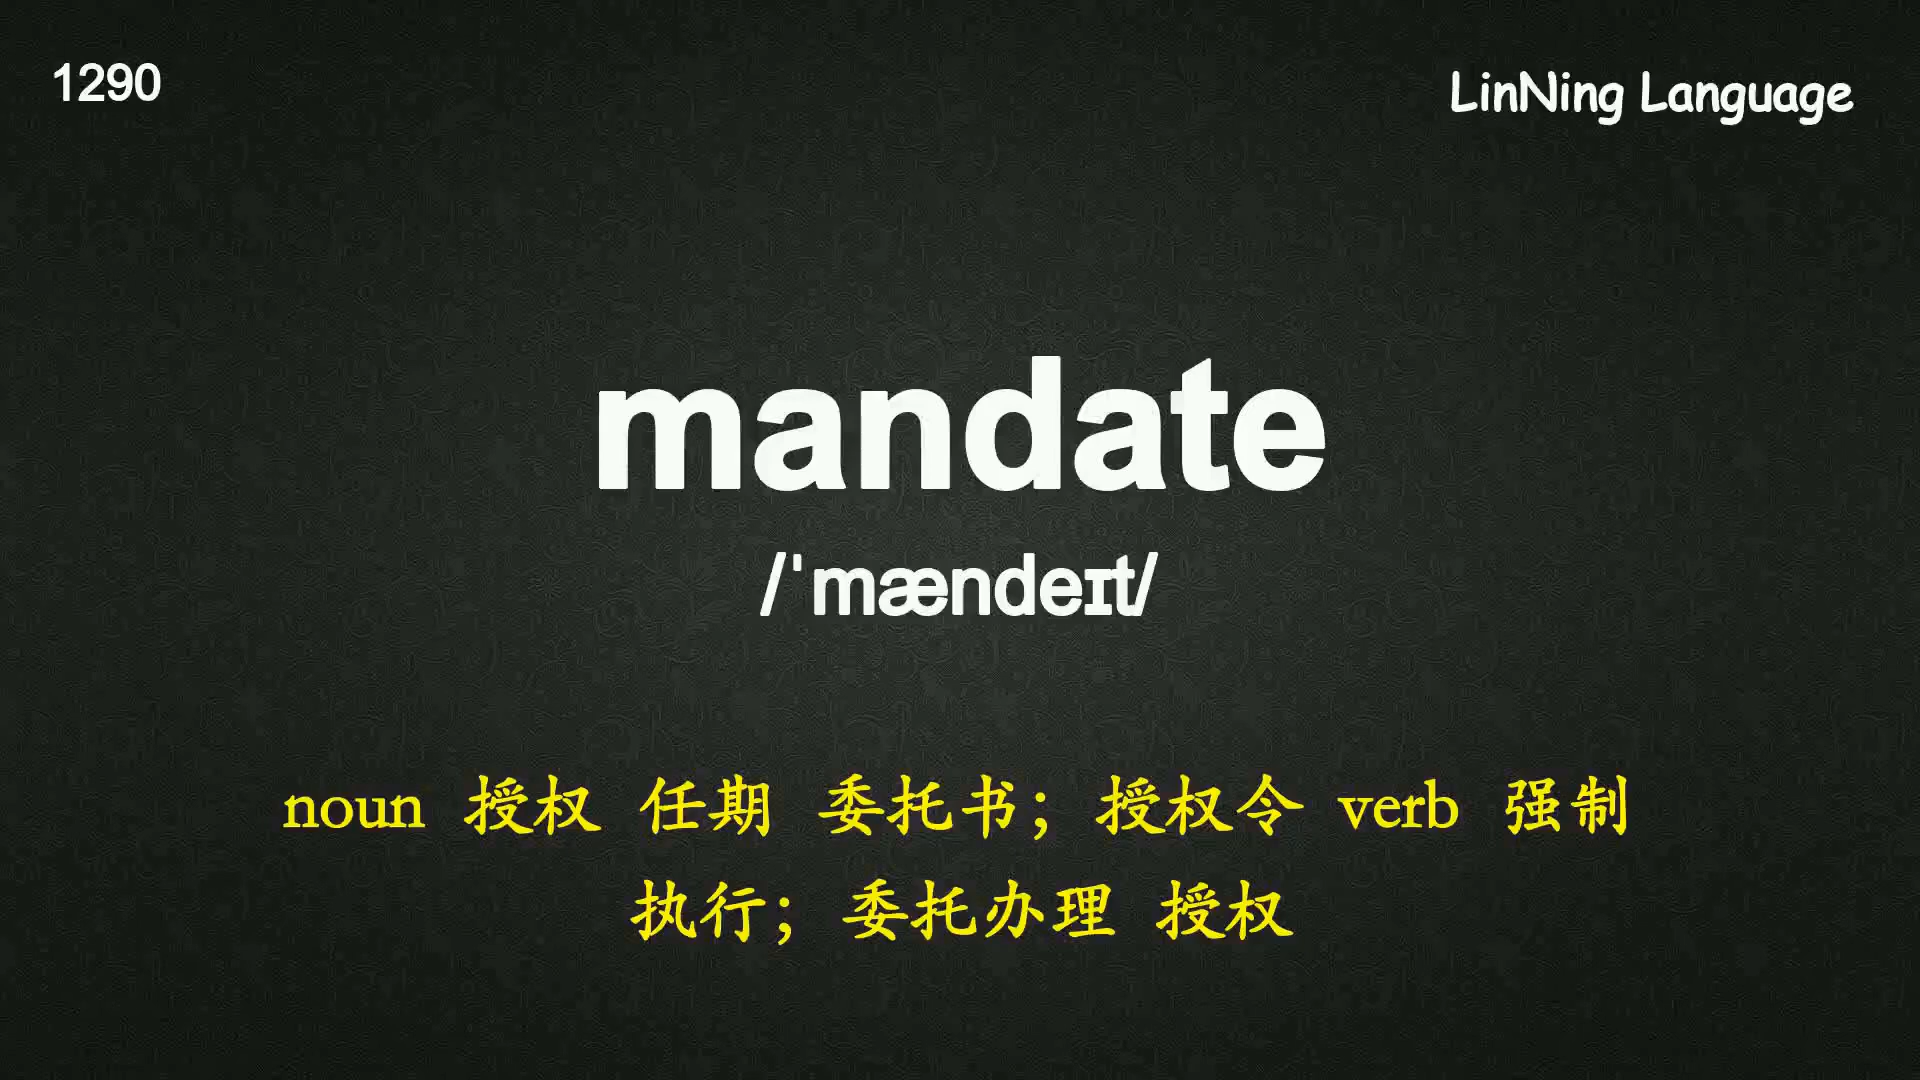 1290
LinNing Language
mandate
/ˈmændeɪt/
noun 授权 任期 委托书；授权令 verb 强制
执行；委托办理 授权